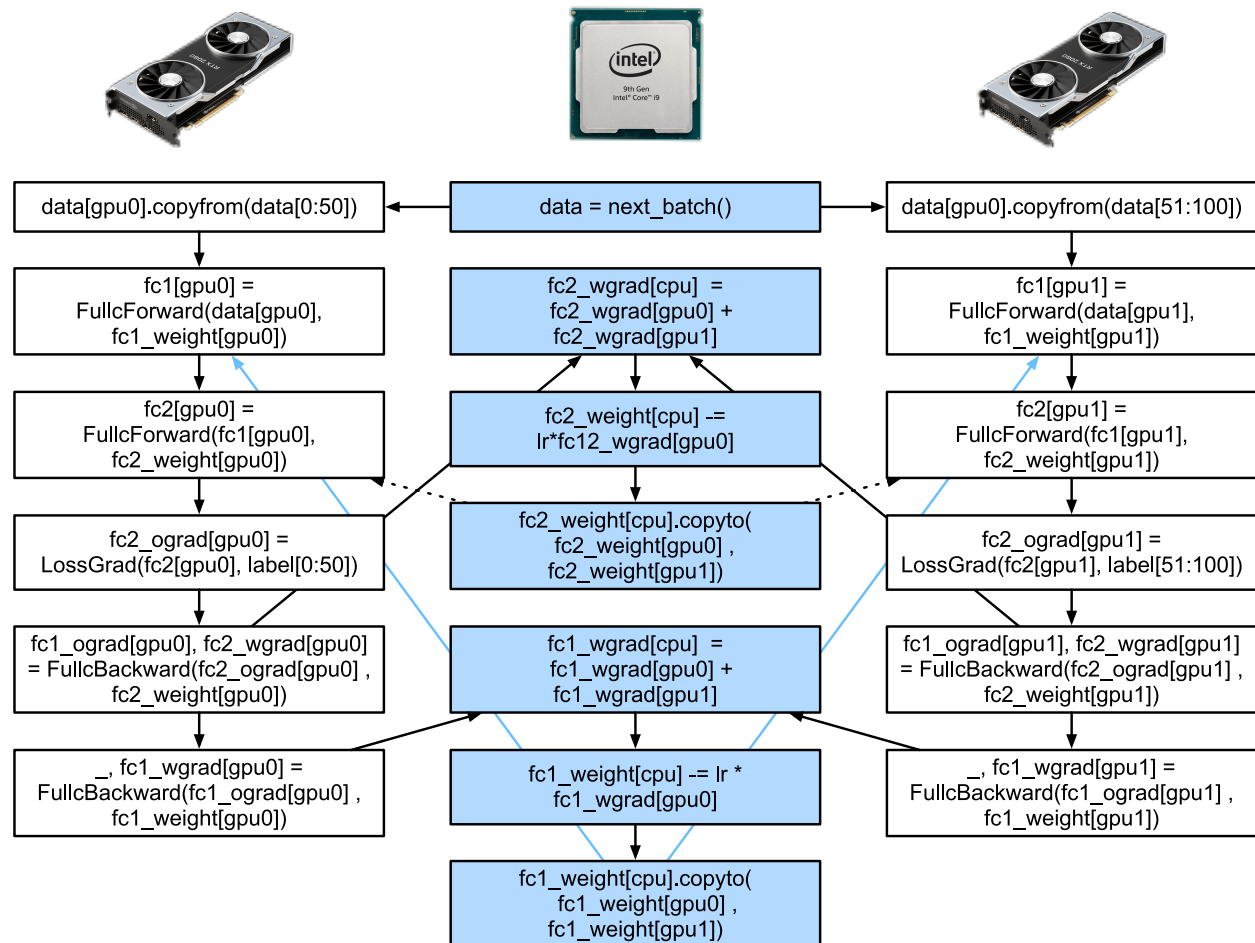 RTX 2080
intel
9th Gen
Intel® Core™ i9
RTX 2080
data[gpu0].copyfrom(data[0:50])
data = next_batch()
data[gpu0].copyfrom(data[51:100])
fc1[gpu0] =
FullcForward(data[gpu0],
fc1_weight[gpu0])
fc2_wgrad[cpu] =
fc2_wgrad[gpu0] +
fc2_wgrad[gpu1]
fc1[gpu1] =
FullcForward(data[gpu1],
fc1_weight[gpu1])
fc2[gpu0] =
FullcForward(fc1[gpu0],
fc2_weight[gpu0])
fc2_weight[cpu] -=
lr*fc12_wgrad[gpu0]
fc2[gpu1] =
FullcForward(fc1[gpu1],
fc2_weight[gpu1])
fc2_ograd[gpu0] =
LossGrad(fc2[gpu0], label[0:50])
fc2_weight[cpu].copyto(
fc2_weight[gpu0] ,
fc2_weight[gpu1])
fc2_ograd[gpu1] =
LossGrad(fc2[gpu1], label[51:100])
fc1_ograd[gpu0], fc2_wgrad[gpu0]
= FullcBackward(fc2_ograd[gpu0] ,
fc2_weight[gpu0])
fc1_wgrad[cpu] =
fc1_wgrad[gpu0] +
fc1_wgrad[gpu1]
fc1_ograd[gpu1], fc2_wgrad[gpu1]
= FullcBackward(fc2_ograd[gpu1] ,
fc2_weight[gpu1])
_, fc1_wgrad[gpu0] =
FullcBackward(fc1_ograd[gpu0] ,
fc1_weight[gpu0])
fc1_weight[cpu] -= lr *
fc1_wgrad[gpu0]
_, fc1_wgrad[gpu1] =
FullcBackward(fc1_ograd[gpu1] ,
fc1_weight[gpu1])
fc1_weight[cpu].copyto(
fc1_weight[gpu0] ,
fc1_weight[gpu1])